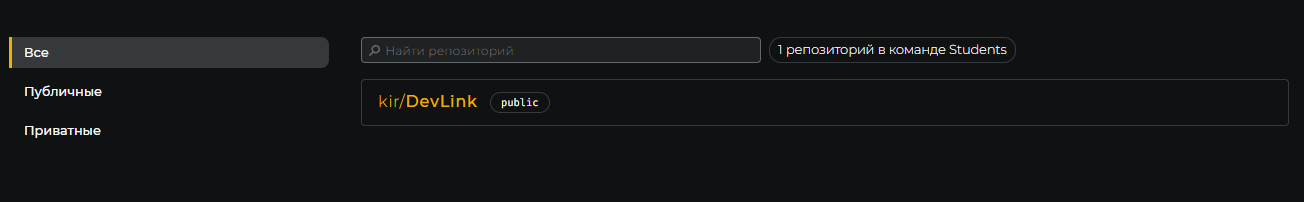 Все
Публичные
Приватные
Найти репозиторий
1 репозиторий в команде Students
kir/DevLink public